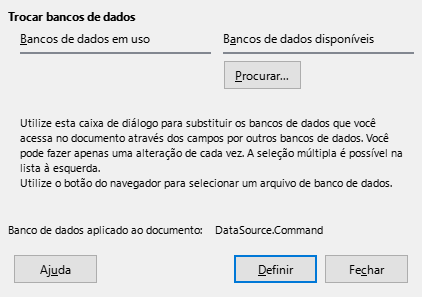 Trocar bancos de dados
Bancos de dados em uso
Bancos de dados disponíveis
Procurar...
Utilize esta caixa de diálogo para substituir os bancos de dados que você
acessa no documento através dos campos por outros bancos de dados. Você
pode fazer apenas uma alteração de cada vez. A seleção múltipla é possível na
lista à esquerda.
Utilize o botão do navegador para selecionar um arquivo de banco de dados.
Banco de dados aplicado ao documento: DataSource.Command
Ajuda Definir Fechar